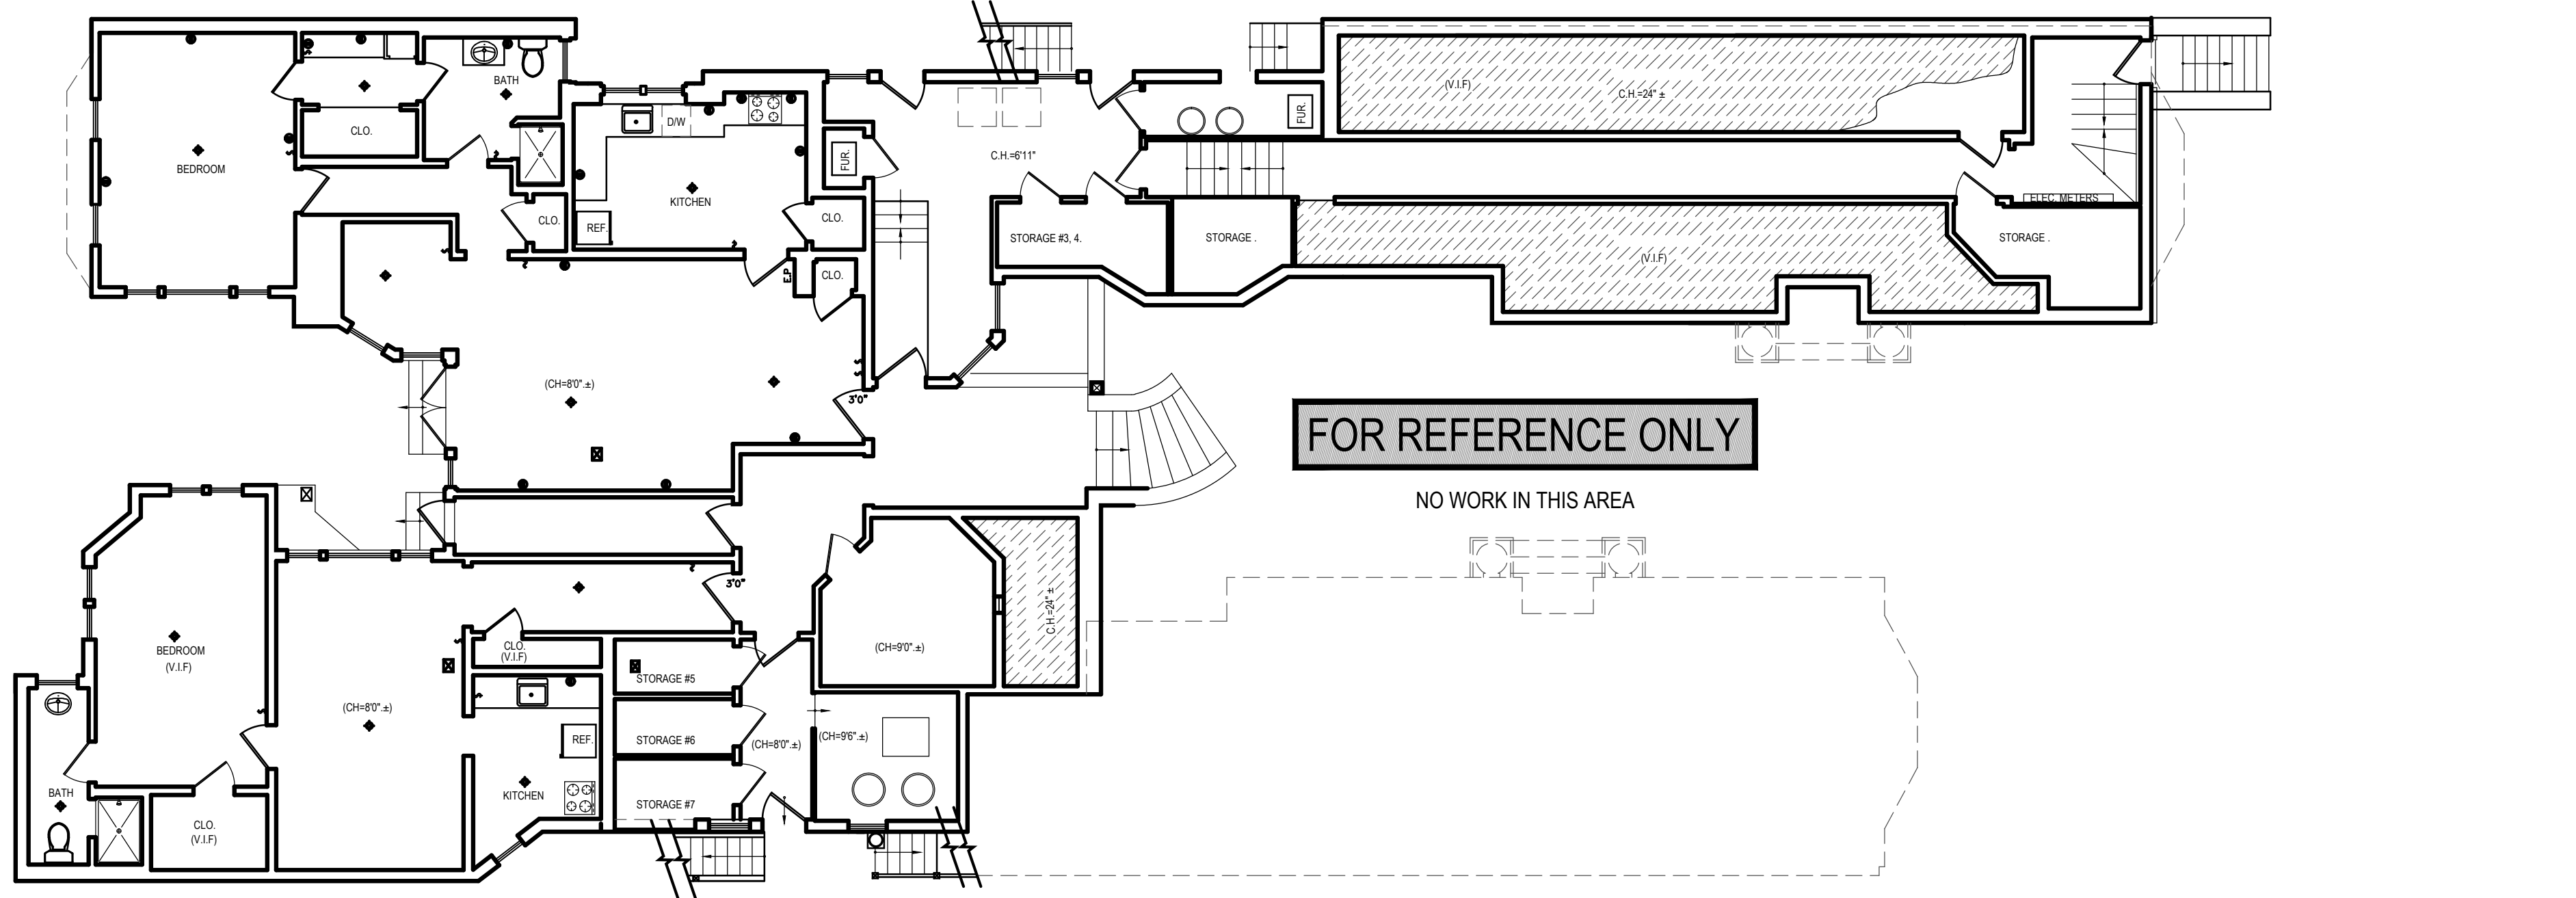 BATH
(V.I.F)
C.H.=24" ±
CLO.
D/W
FUR.
FUR.
C.H.=6'11"
BEDROOM
KITCHEN
ELEC. METERS
CLO.
CLO.
REF.
STORAGE #3, 4.
STORAGE .
STORAGE .
(V.I.F)
E.P
CLO.
(CH=8'0".±)
3'0"
FOR REFERENCE ONLY
NO WORK IN THIS AREA
3'0"
C.H.=24" ±
CLO.
(V.I.F)
(CH=9'0".±)
BEDROOM
(V.I.F)
STORAGE #5
(CH=8'0".±)
REF.
STORAGE #6
(CH=8'0".±)
(CH=9'6".±)
BATH
KITCHEN
STORAGE #7
CLO.
(V.I.F)